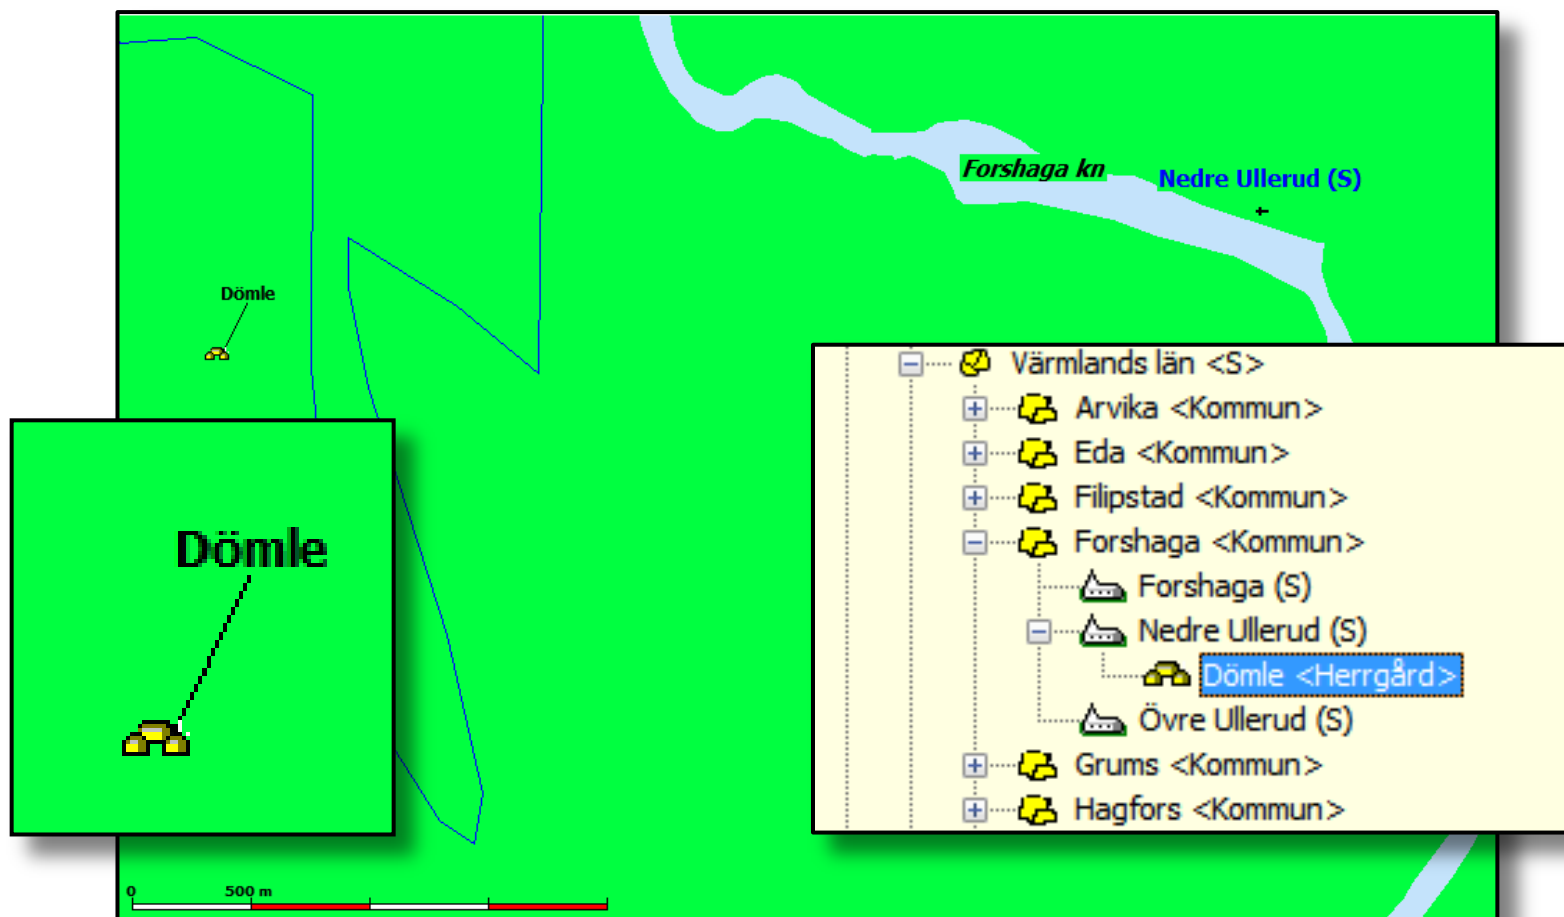 Forshaga kn
Nedre Ullerud (S)
Dömle
Dömle
Värmlands län <S>
Arvika <Kommun>
Eda <Kommun>
Filipstad <Kommun>
Forshaga <Kommun>
Forshaga (S)
Nedre Ullerud (S)
Dömle <Herrgård>
Övre Ullerud (S)
Grums <Kommun>
Hagfors <Kommun>
0 500 m